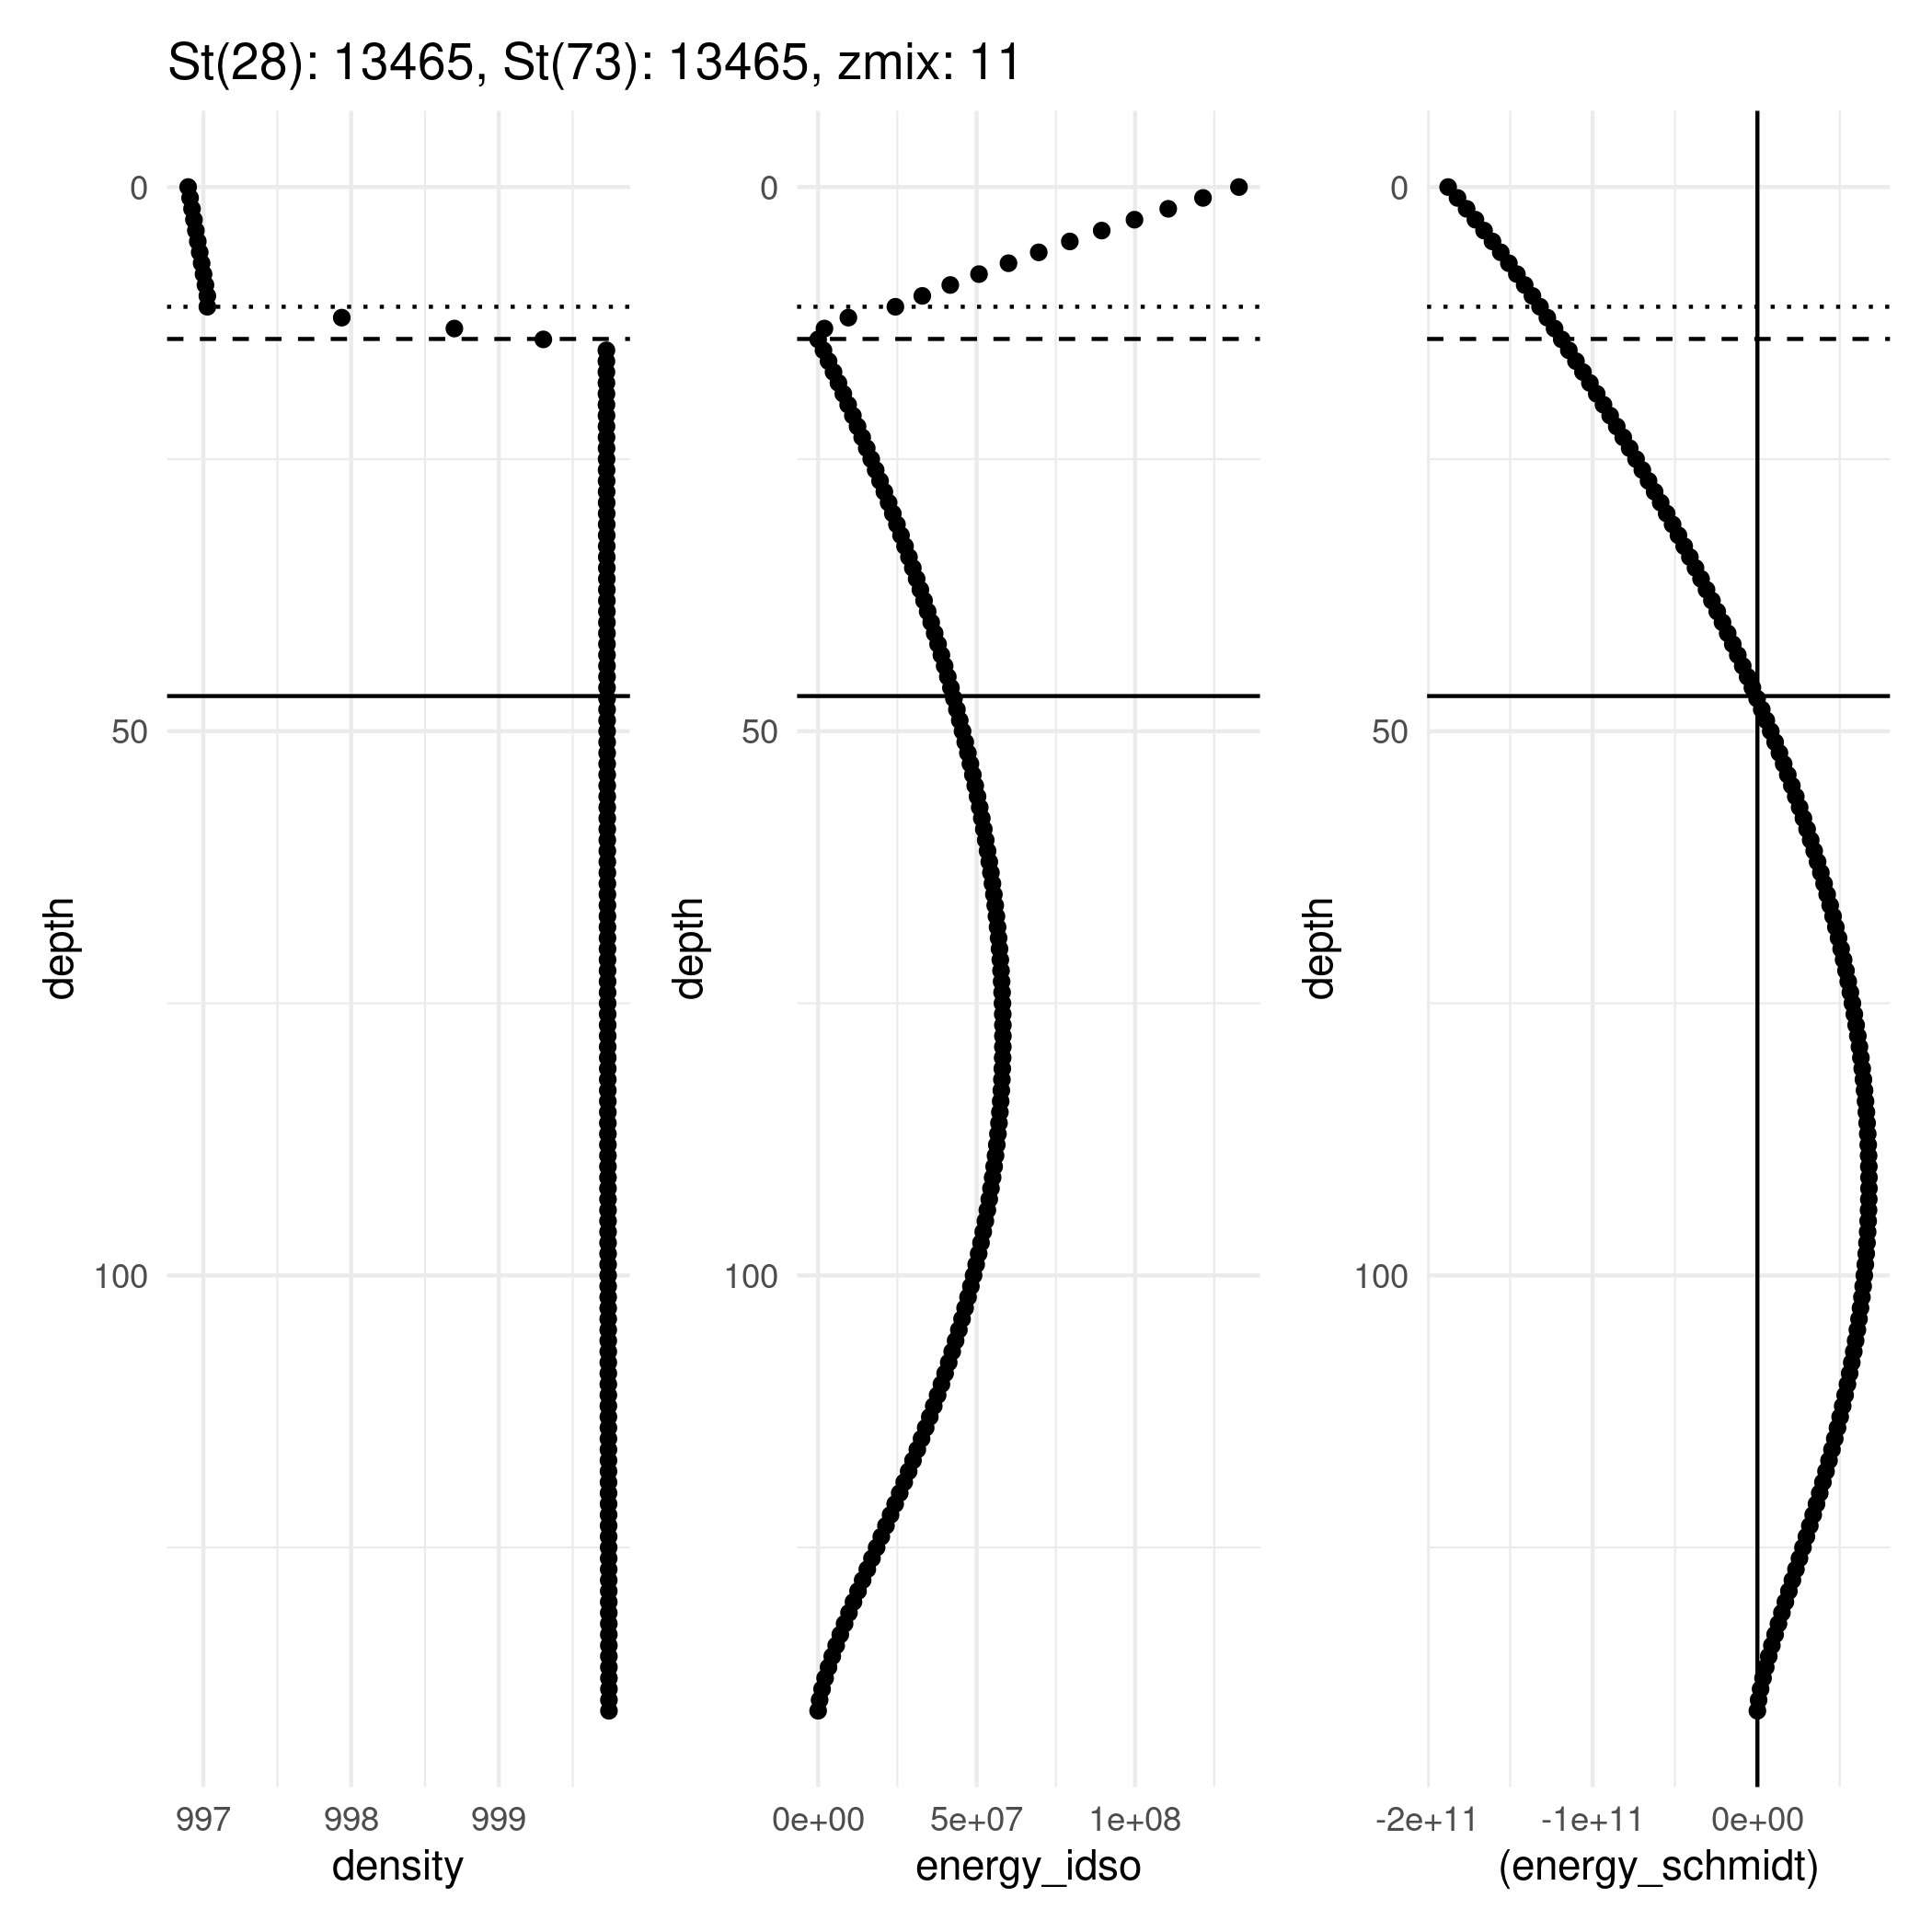 St(28): 13465, St(73): 13465, zmix: 11
0
50
100
depth
997 998 999
density
0
50
100
depth
0e+00 5e+07 1e+08
energy_idso
0
50
100
depth
-2e+11 -1e+11 0e+00
(energy_schmidt)